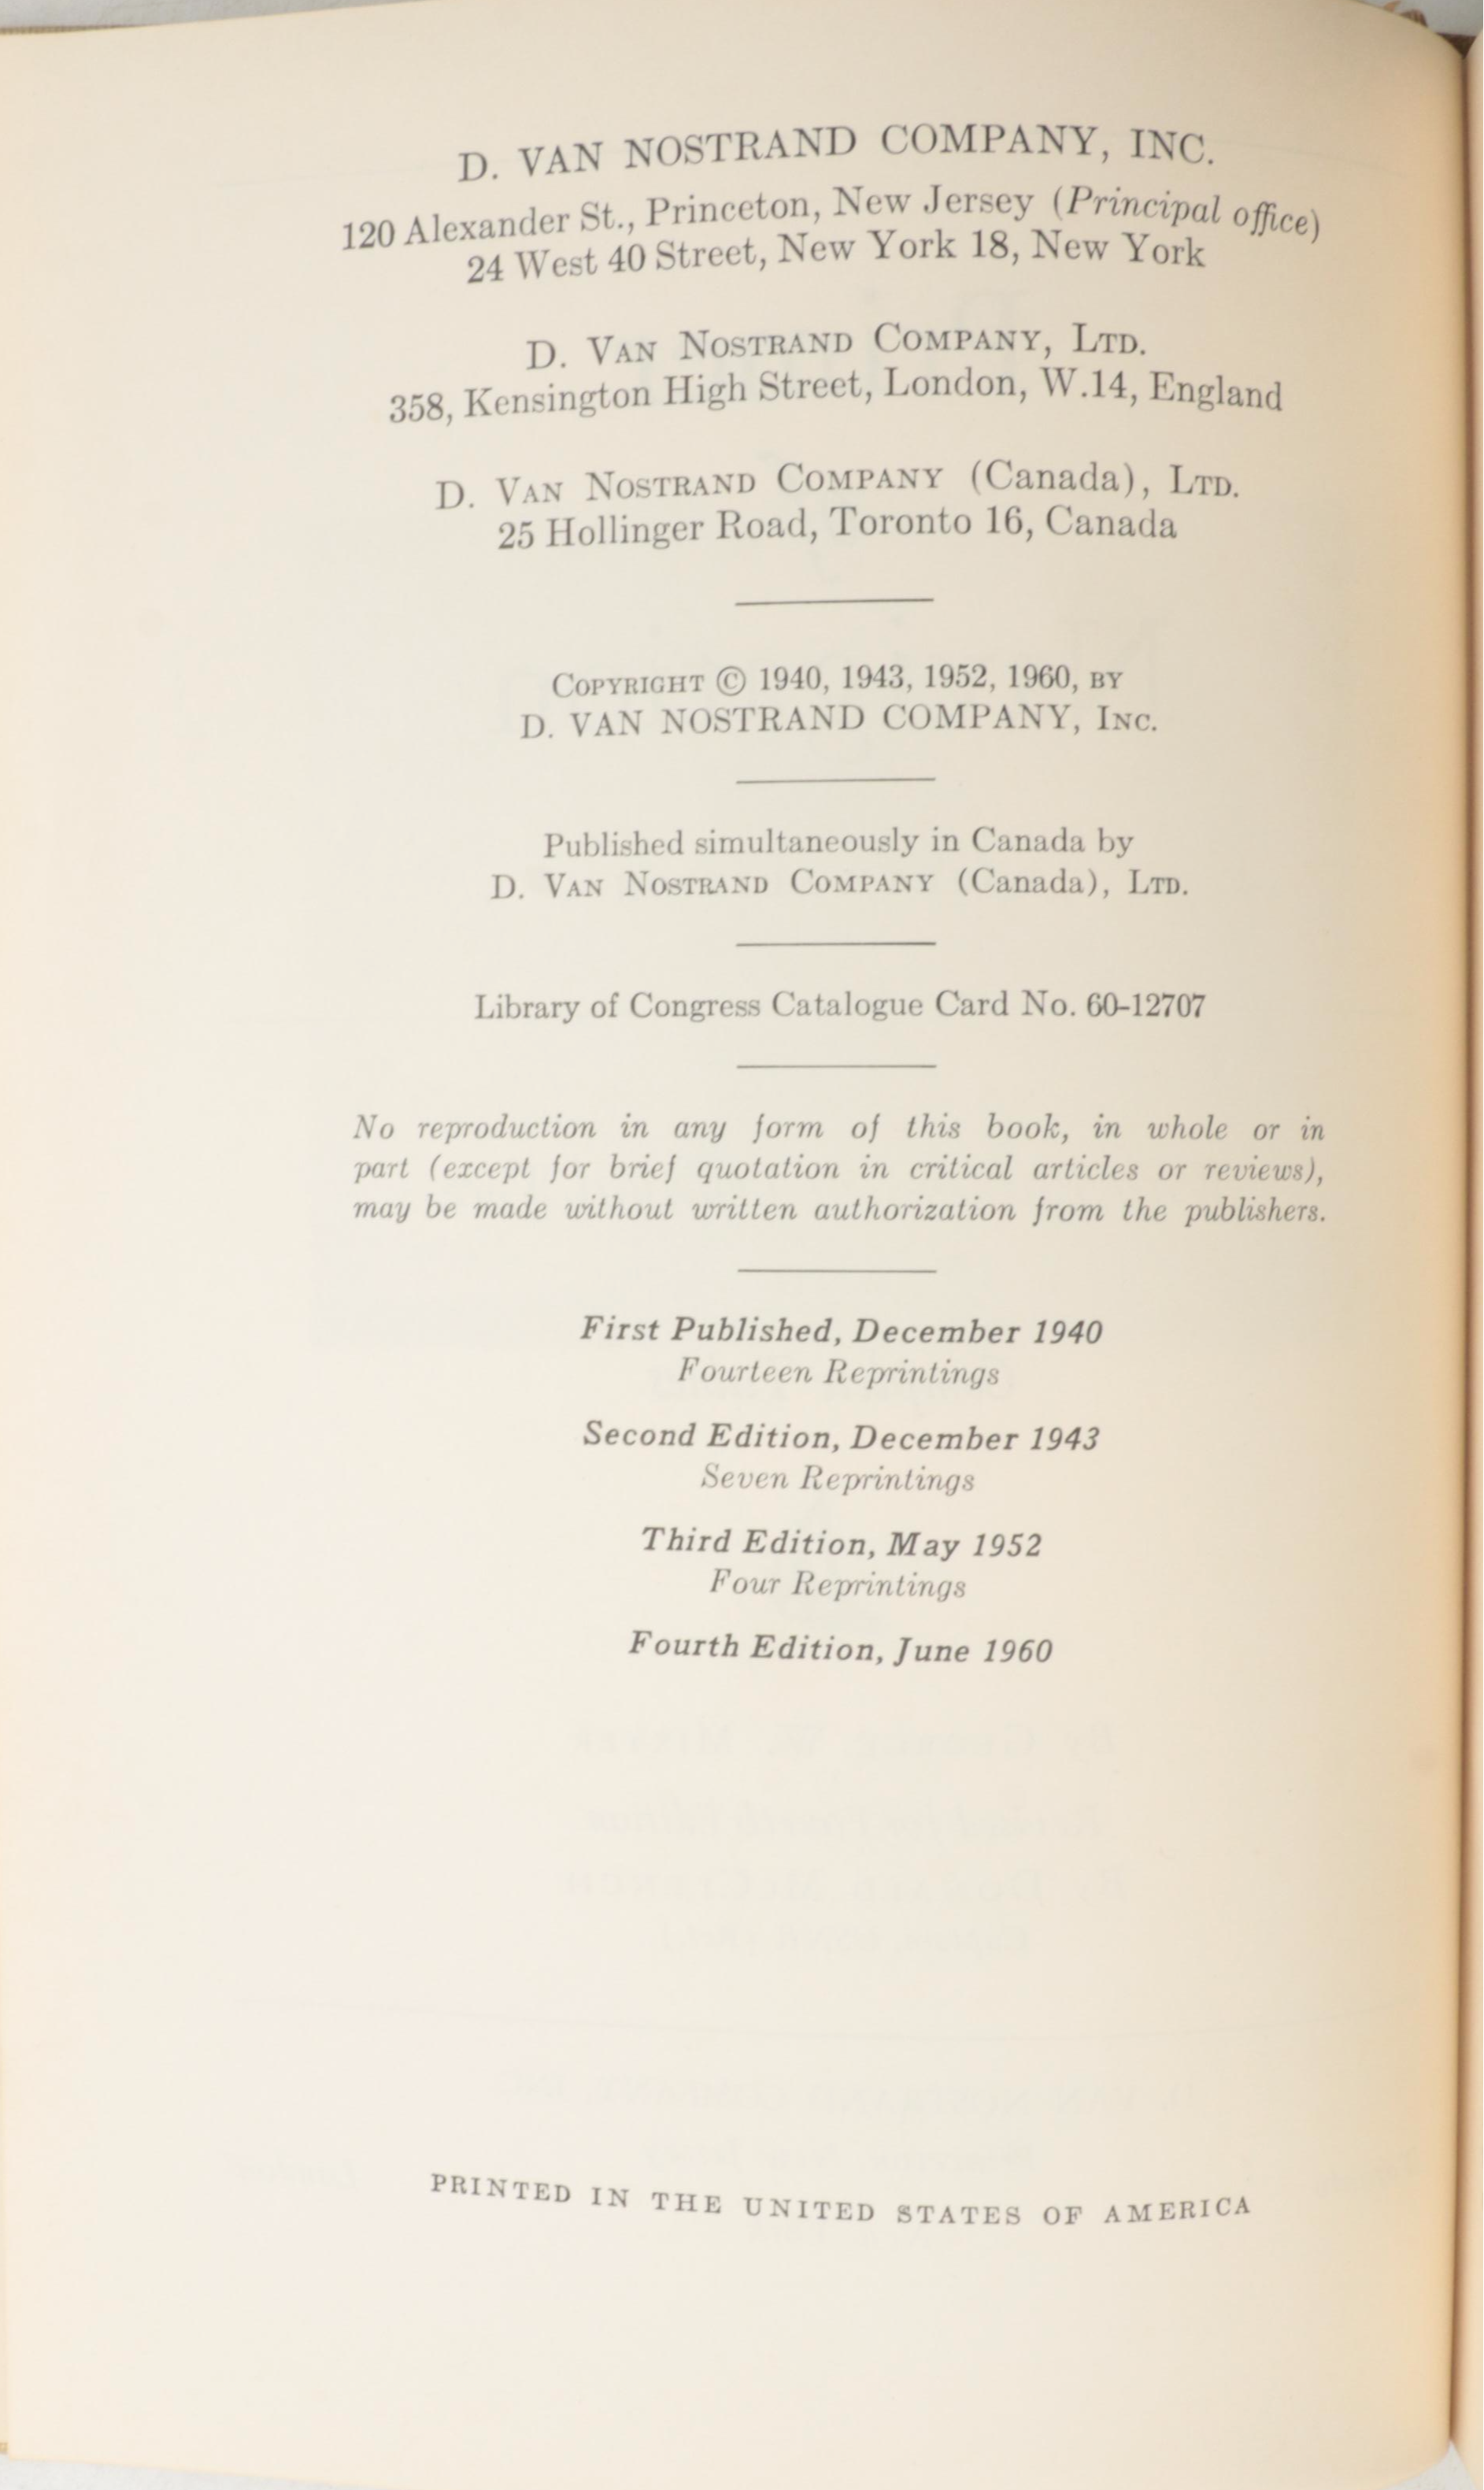 D. VAN NOSTRAND COMPANY, INC.
120 Alexander St., Princeton, New Jersey (Principal office)
24 West 40 Street, New York 18, New York
D. VAN NOSTRAND COMPANY, LTD.
358, Kensington High Street, London, W.14, England
D. VAN NOSTRAND COMPANY (Canada), LTD.
25 Hollinger Road, Toronto 16, Canada
COPYRIGHT © 1940, 1943, 1952, 1960, BY
D. VAN NOSTRAND COMPANY, INC.
Published simultaneously in Canada by
D. VAN NOSTRAND COMPANY (Canada), LTD.
Library of Congress Catalogue Card No. 60-12707
No reproduction in any form of this book, in whole or in
part (except for brief quotation in critical articles or reviews),
may be made without written authorization from the publishers.
First Published, December 1940
Fourteen Reprintings
Second Edition, December 1943
Seven Reprintings
Third Edition, May 1952
Four Reprintings
Fourth Edition, June 1960
PRINTED IN THE UNITED STATES OF AMERICA